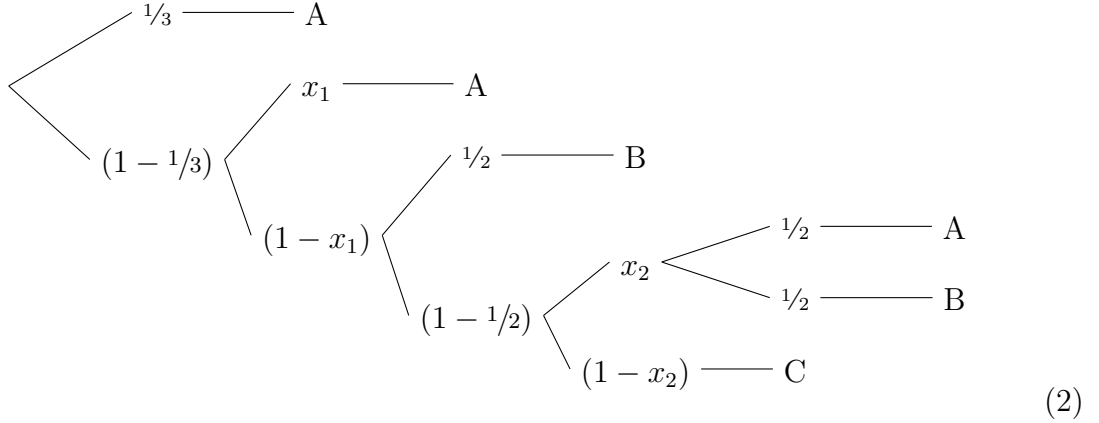 1/3 A
x₁ A
(1 − 1/3) 1/2 B
(1 − x₁) 1/2 A
x₂
1/2 B
(1 − 1/2)
(1 − x₂) C
(2)